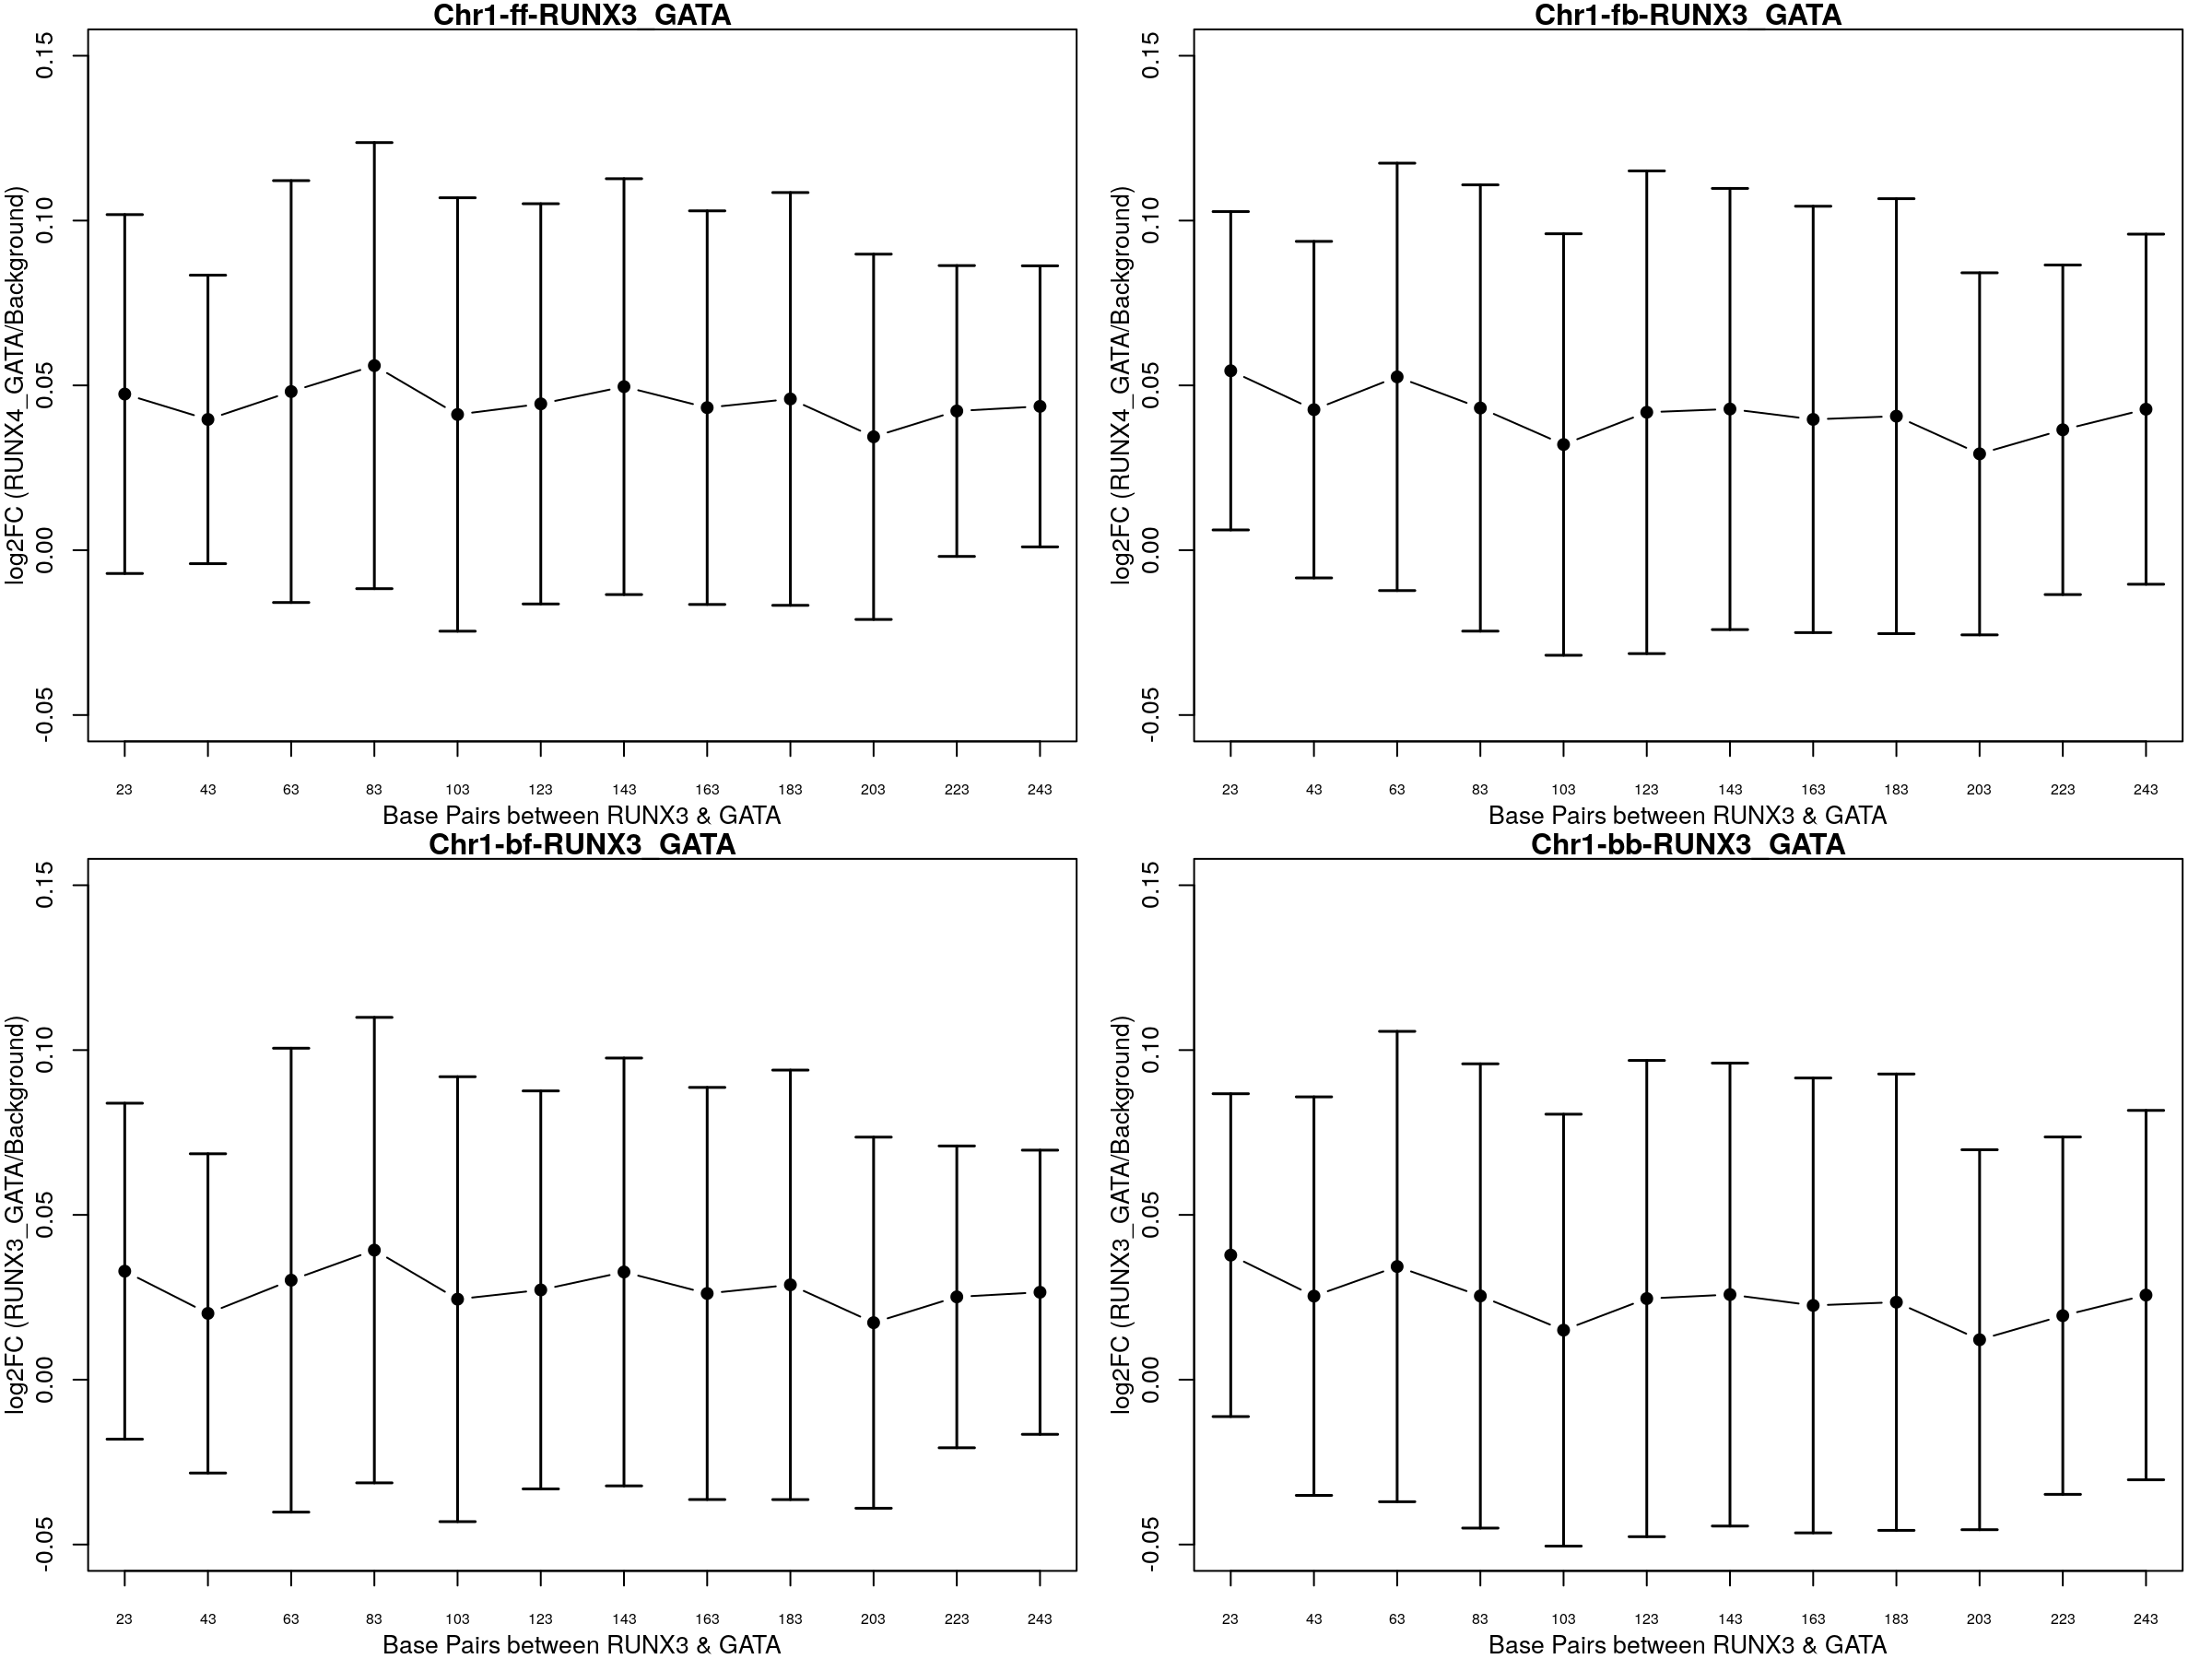 Chr1-ff-RUNX3_GATA
log2FC (RUNX4_GATA/Background)
0.15
0.10
0.05
0.00
-0.05
23 43 63 83 103 123 143 163 183 203 223 243
Base Pairs between RUNX3 & GATA
Chr1-fb-RUNX3_GATA
log2FC (RUNX4_GATA/Background)
0.15
0.10
0.05
0.00
-0.05
23 43 63 83 103 123 143 163 183 203 223 243
Base Pairs between RUNX3 & GATA
Chr1-bf-RUNX3_GATA
log2FC (RUNX3_GATA/Background)
0.15
0.10
0.05
0.00
-0.05
23 43 63 83 103 123 143 163 183 203 223 243
Base Pairs between RUNX3 & GATA
Chr1-bb-RUNX3_GATA
log2FC (RUNX3_GATA/Background)
0.15
0.10
0.05
0.00
-0.05
23 43 63 83 103 123 143 163 183 203 223 243
Base Pairs between RUNX3 & GATA